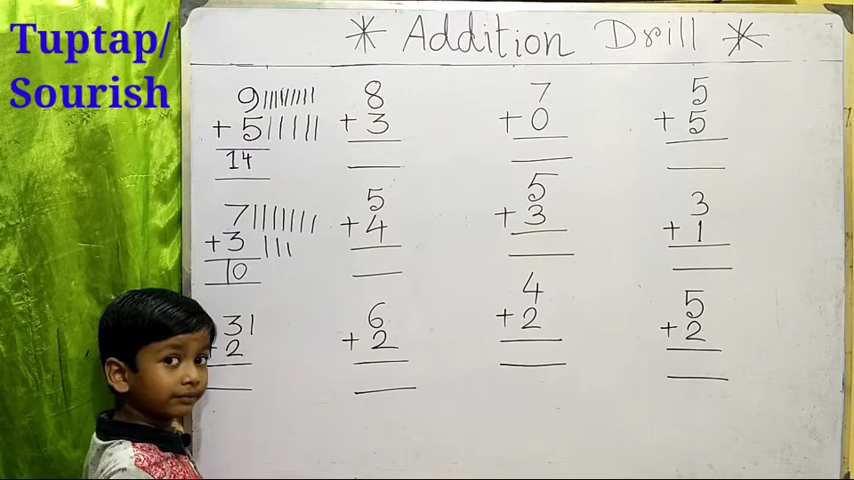 Tuptap/
Sourish
* Addition Drill *
9 ||||||||| 8 7 5
+ 5 ||||| + 3 + 0 + 5
14
7 ||||||| 5 5 3
+ 3 ||| + 4 + 3 + 1
10
3 | 6 4 5
+ 2 + 2 + 2 + 2